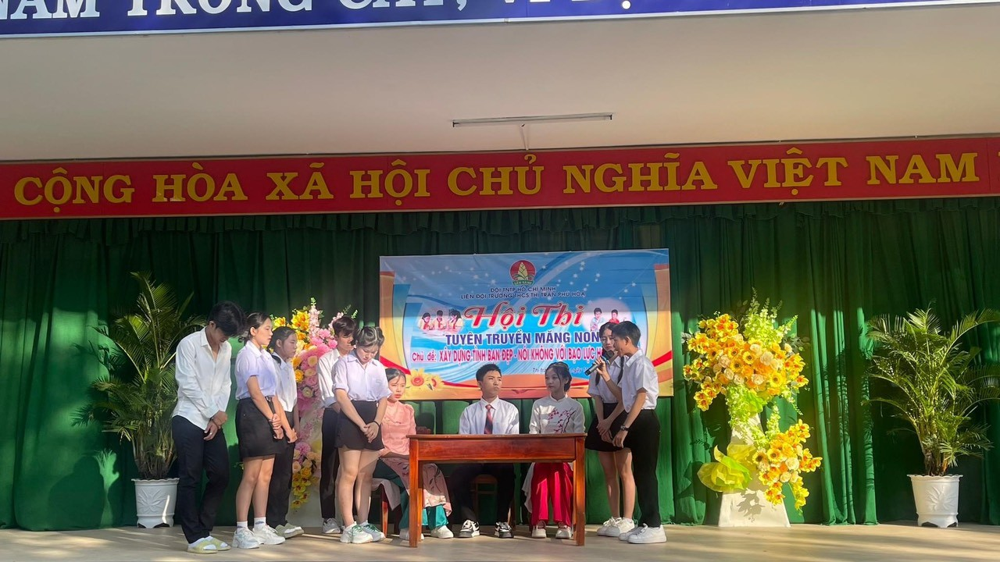 NAM TRONG
CỘNG HÒA XÃ HỘI CHỦ NGHĨA VIỆT NAM
ĐỘI TNTP HỒ CHÍ MINH
LIÊN ĐỘI TRƯỜNG THCS THỊ TRẤN PHÚ HÒA
Hội Thi
TUYÊN TRUYỀN MĂNG NON
Chủ đề: XÂY DỰNG TÌNH BẠN ĐẸP - NÓI KHÔNG VỚI BẠO LỰC